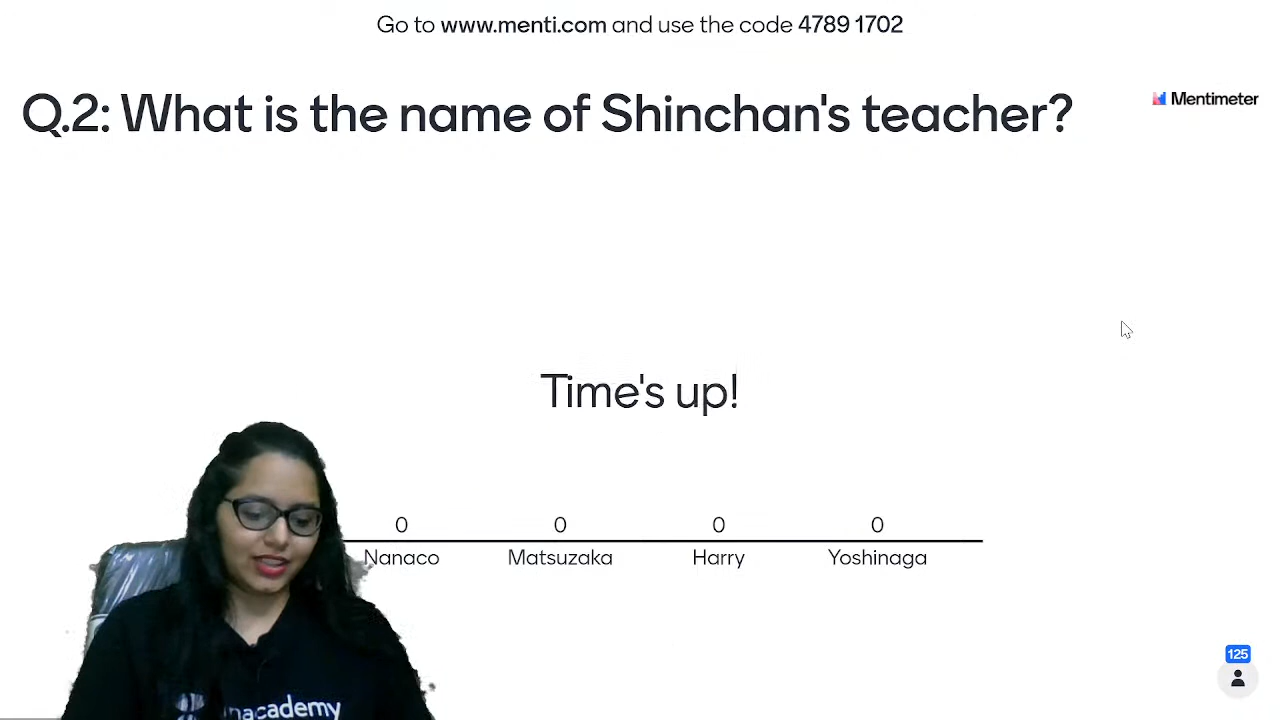 Go to www.menti.com and use the code 4789 1702
Q.2: What is the name of Shinchan's teacher?
Mentimeter
Time's up!
0 0 0 0
Nanaco Matsuzaka Harry Yoshinaga
125